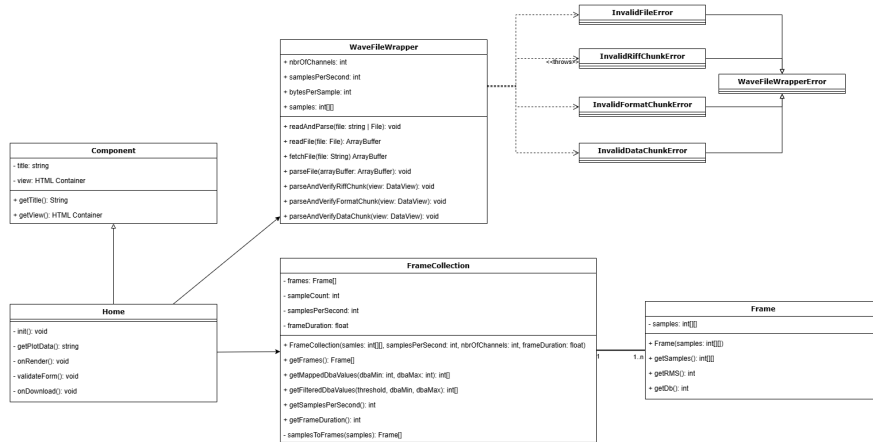 InvalidFileError
WaveFileWrapper
+ nbrOfChannels: int
+ samplesPerSecond: int
+ bytesPerSample: int
+ samples: int[][]
+ readAndParse(file: string | File): void
+ readFile(file: File): ArrayBuffer
+ fetchFile(file: String) ArrayBuffer
+ parseFile(arrayBuffer: ArrayBuffer): void
+ parseAndVerifyRiffChunk(view: DataView): void
+ parseAndVerifyFormatChunk(view: DataView): void
+ parseAndVerifyDataChunk(view: DataView): void
<<throws>>
InvalidRiffChunkError
WaveFileWrapperError
InvalidFormatChunkError
InvalidDataChunkError
Component
- title: string
- view: HTML Container
+ getTitle(): String
+ getView(): HTML Container
Home
- init(): void
- getPlotData(): string
- onRender(): void
- validateForm(): void
- onDownload(): void
FrameCollection
- frames: Frame[]
- sampleCount: int
- samplesPerSecond: int
- frameDuration: float
+ FrameCollection(samles: int[][], samplesPerSecond: int, nbrOfChannels: int, frameDuration: float)
+ getFrames(): Frame[]
+ getMappedDbaValues(dbaMin: int, dbaMax: int): int[]
+ getFilteredDbaValues(threshold, dbaMin, dbaMax): int[]
+ getSamplesPerSecond(): int
+ getFrameDuration(): int
- samplesToFrames(samples): Frame[]
1
1..n
Frame
- samples: int[][]
+ Frame(samples: int[][])
+ getSamples(): int[][]
+ getRMS(): int
+ getDb(): int